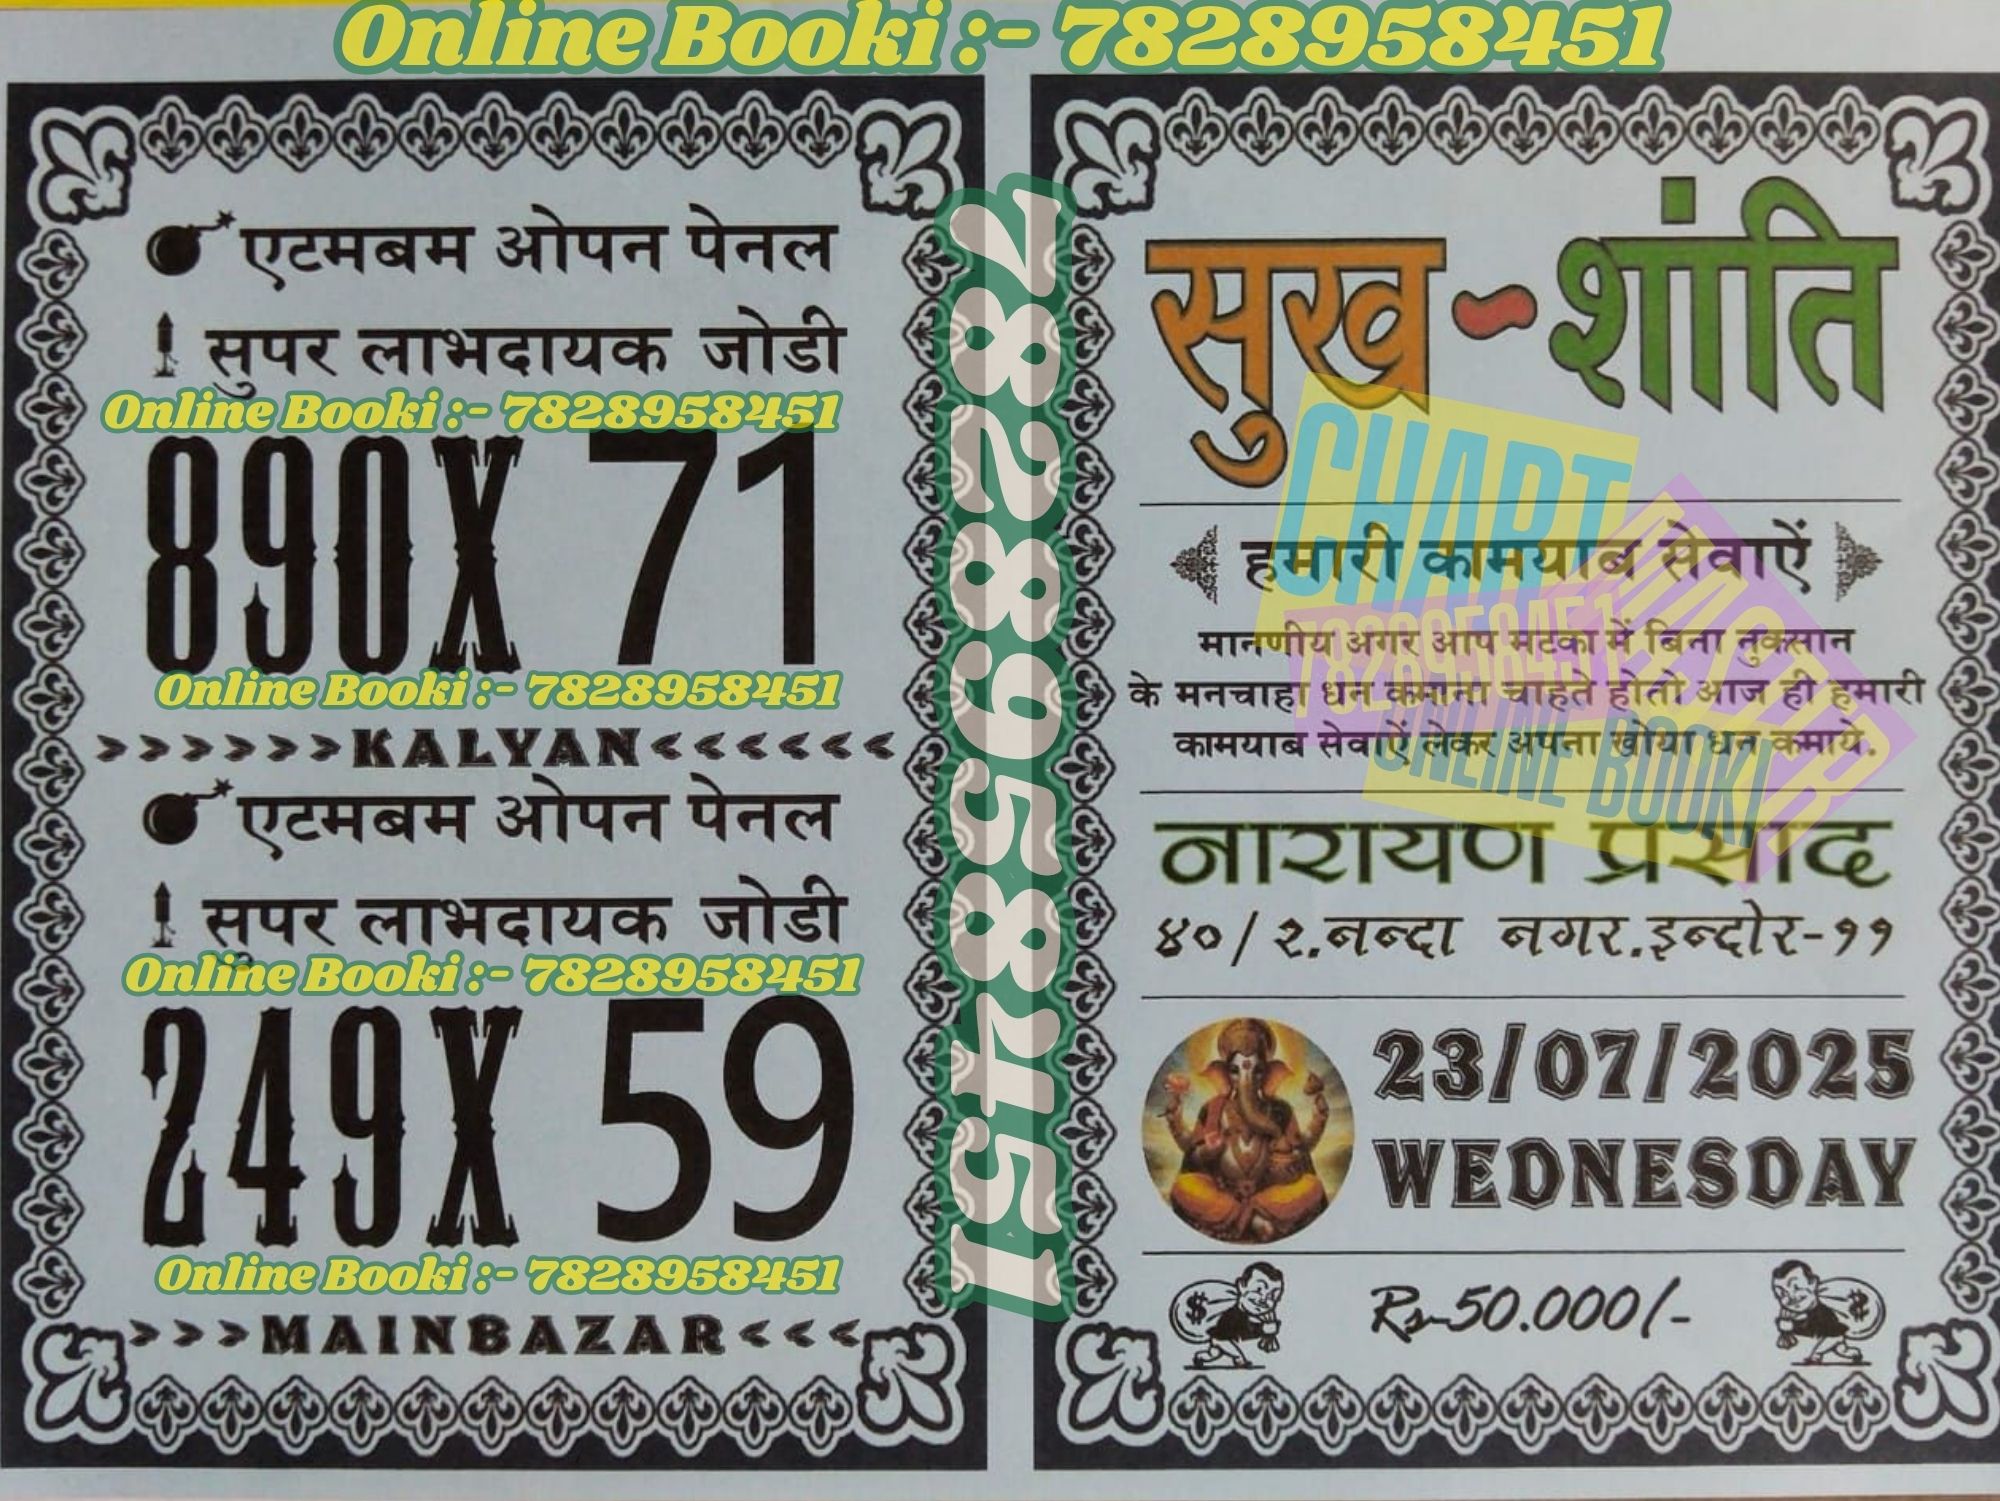 Online Booki :- 7828958451
एटमबम ओपन पेनल
सुपर लाभदायक जोडी
Online Booki :- 7828958451
890X 71
Online Booki :- 7828958451
>>>>>>KALYAN<<<<<<
एटमबम ओपन पेनल
सुपर लाभदायक जोडी
Online Booki :- 7828958451
249X 59
Online Booki :- 7828958451
>>>MAINBAZAR<<<
7828958451
सुख-शांति
हमारी कामयाब सेवाऐं
माननीय अगर आप मटका में बिना नुक्सान
के मनचाहा धन कमाना चाहते होतो आज ही हमारी
कामयाब सेवाऐं लेकर अपना खोया धन कमाये.
CHART MASTER
7828958451
ONLINE BOOKI
नारायण प्रसाद
४०/२.नन्दा नगर.इन्दोर-११
23/07/2025
WEDNESDAY
Rs-50.000/-